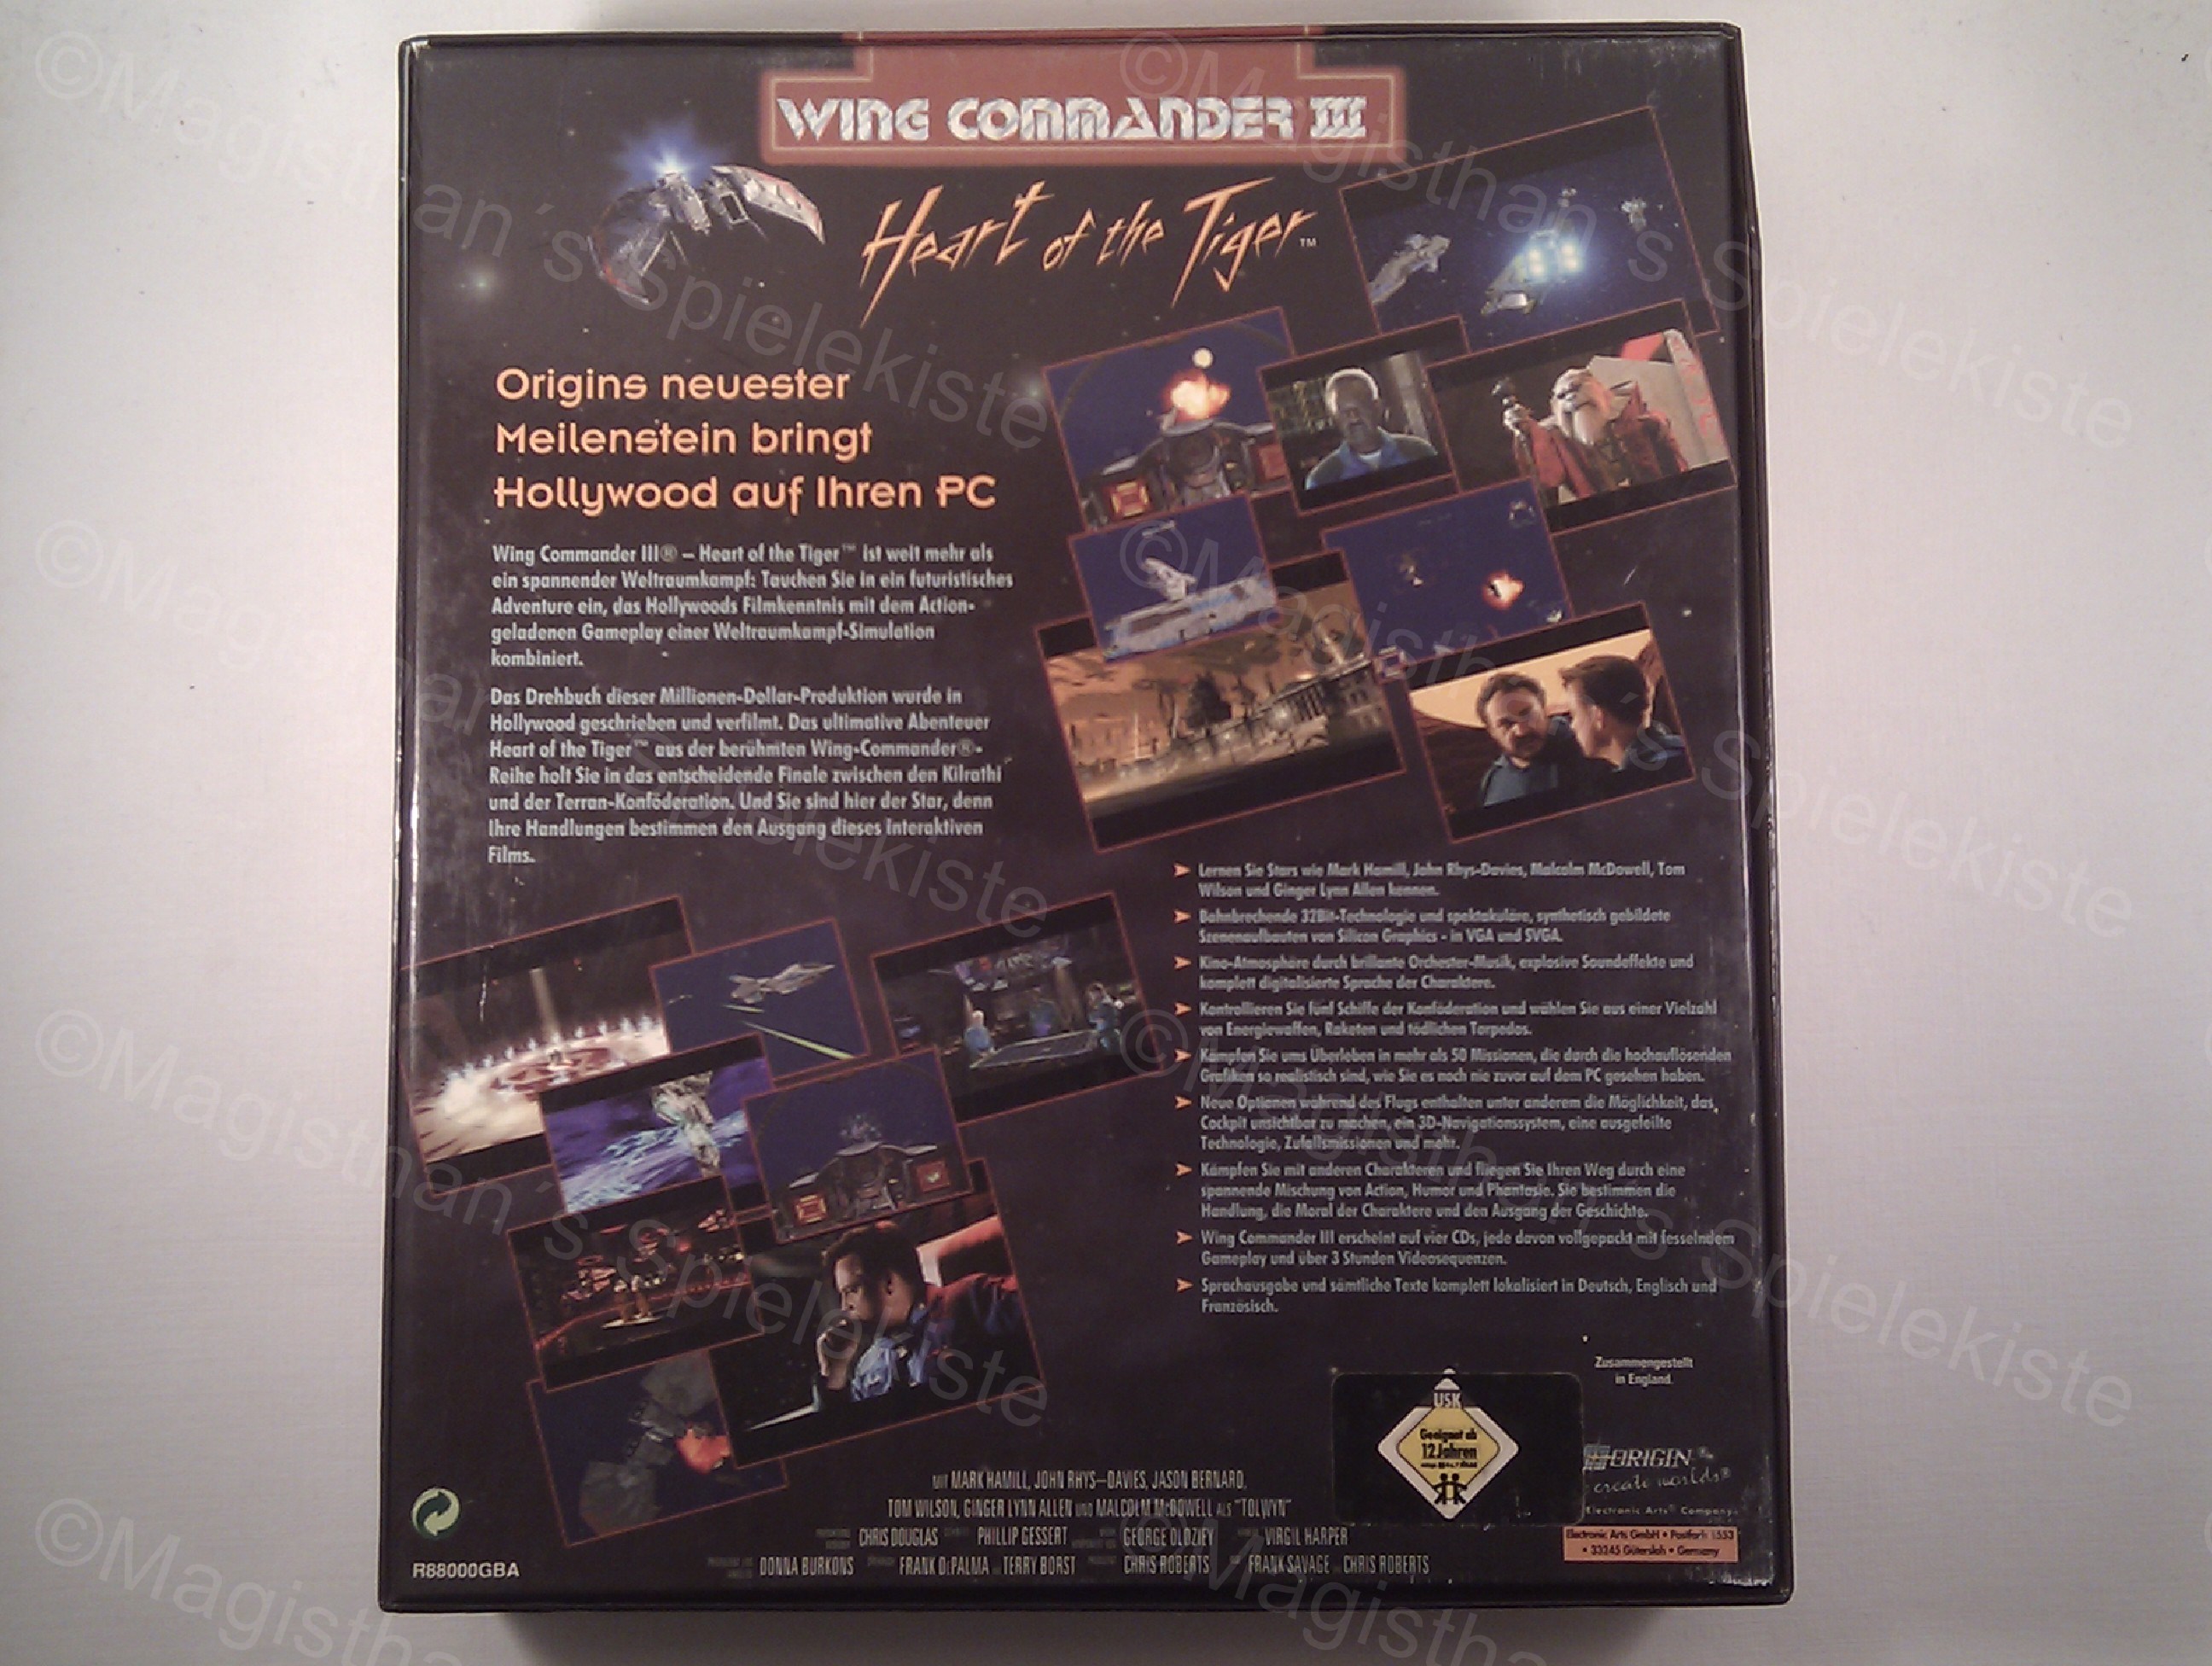 WING COMMANDER III
Heart of the Tiger™
Origins neuester
Meilenstein bringt
Hollywood auf Ihren PC
Wing Commander III® – Heart of the Tiger™ ist weit mehr als
ein spannender Weltraumkampf: Tauchen Sie in ein futuristisches
Adventure ein, das Hollywoods Filmkenntnis mit dem Action-
geladenen Gameplay einer Weltraumkampf-Simulation
kombiniert.
Das Drehbuch dieser Millionen-Dollar-Produktion wurde in
Hollywood geschrieben und verfilmt. Das ultimative Abenteuer
Heart of the Tiger™ aus der berühmten Wing-Commander®-
Reihe holt Sie in das entscheidende Finale zwischen den Kilrathi
und der Terran-Konföderation. Und Sie sind hier der Star, denn
Ihre Handlungen bestimmen den Ausgang dieses interaktiven
Films.
Lernen Sie Stars wie Mark Hamill, John Rhys-Davies, Malcolm McDowell, Tom
Wilson und Ginger Lynn Allen kennen.
Bahnbrechende 32Bit-Technologie und spektakuläre, synthetisch gebildete
Szenenaufbauten von Silicon Graphics - in VGA und SVGA.
Kino-Atmosphäre durch brillante Orchester-Musik, explosive Soundeffekte und
komplett digitalisierte Sprache der Charaktere.
Kontrollieren Sie fünf Schiffe der Konföderation und wählen Sie aus einer Vielzahl
von Energiewaffen, Raketen und tödlichen Torpedos.
Kämpfen Sie ums Überleben in mehr als 50 Missionen, die durch die hochauflösenden
Grafiken so realistisch sind, wie Sie es noch nie zuvor auf dem PC gesehen haben.
Neue Optionen während des Flugs enthalten unter anderem die Möglichkeit, das
Cockpit unsichtbar zu machen, ein 3D-Navigationssystem, eine ausgefeilte
Technologie, Zufallsmissionen und mehr.
Kämpfen Sie mit anderen Charakteren und fliegen Sie Ihren Weg durch eine
spannende Mischung von Action, Humor und Phantasie. Sie bestimmen die
Handlung, die Moral der Charaktere und den Ausgang der Geschichte.
Wing Commander III erscheint auf vier CDs, jede davon vollgepackt mit fesselndem
Gameplay und über 3 Stunden Videosequenzen.
Sprachausgabe und sämtliche Texte komplett lokalisiert in Deutsch, Englisch und
Französisch.
Zusammengestellt
in England.
USK
Geeignet ab
12 Jahren
ORIGIN
create worlds®
Electronic Arts® Company
Electronic Arts GmbH • Postfach 1553
• 33245 Gütersloh • Germany
MIT MARK HAMILL, JOHN RHYS-DAVIES, JASON BERNARD,
TOM WILSON, GINGER LYNN ALLEN UND MALCOLM McDOWELL ALS "TOLWYN"
CHRIS DOUGLAS PHILLIP GESSERT GEORGE OLDZIEY VIRGIL HARPER
DONNA BURKONS FRANK DePALMA TERRY BORST CHRIS ROBERTS FRANK SAVAGE CHRIS ROBERTS
R88000GBA
©Magisthan´s Spielekiste
©Magisthan´s Spielekiste
©Magisthan´s Spielekiste
©Magisthan´s Spielekiste
©Magisthan´s Spielekiste
©Magisthan´s Spielekiste